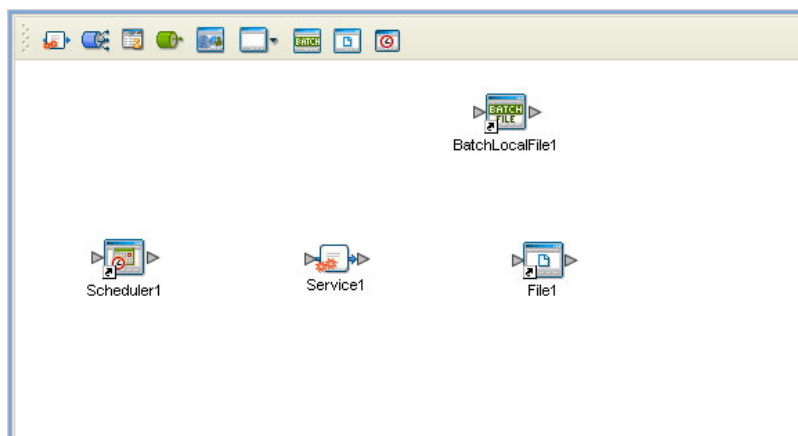 BATCH
BATCH
FILE
BatchLocalFile1
Scheduler1
Service1
File1